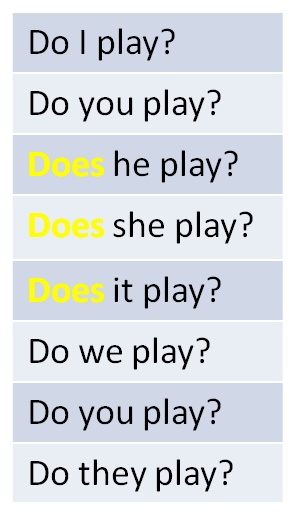 Do I play?
Do you play?
Does he play?
Does she play?
Does it play?
Do we play?
Do you play?
Do they play?